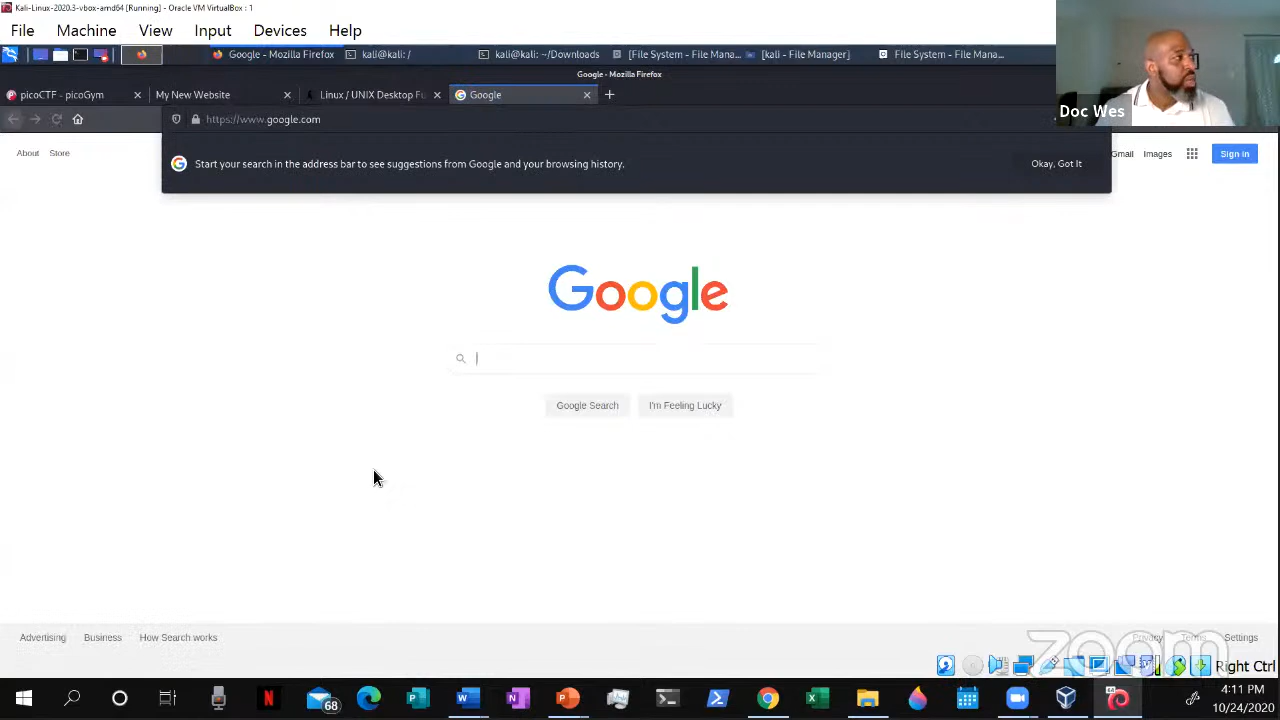 Kali-Linux-2020.3-vbox-amd64 [Running] - Oracle VM VirtualBox : 1
File Machine View Input Devices Help
Google - Mozilla Firefox kali@kali: / kali@kali: ~/Downloads [File System - File Mana... [kali - File Manager] File System - File Mana...
Google - Mozilla Firefox
picoCTF - picoGym My New Website Linux / UNIX Desktop Fu Google
Doc Wes
https://www.google.com
About Store
Start your search in the address bar to see suggestions from Google and your browsing history. Okay, Got It
Gmail Images Sign in
Google
Google Search I'm Feeling Lucky
Advertising Business How Search works Privacy Terms Settings
zoom
Right Ctrl
68
4:11 PM
10/24/2020